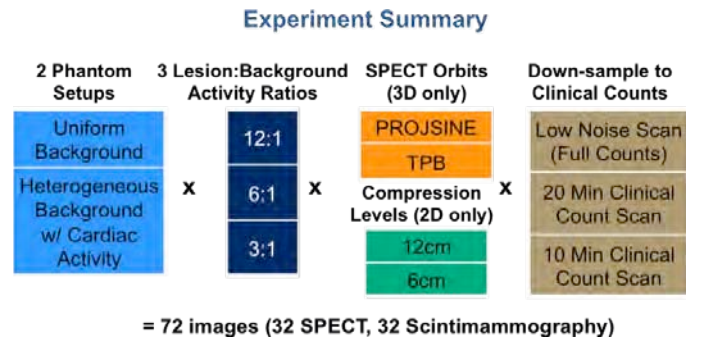 Experiment Summary
2 Phantom
Setups
Uniform
Background
Heterogeneous
Background
w/ Cardiac
Activity
x
3 Lesion:Background
Activity Ratios
12:1
6:1
3:1
x
SPECT Orbits
(3D only)
PROJSINE
TPB
Compression
Levels (2D only)
12cm
6cm
x
Down-sample to
Clinical Counts
Low Noise Scan
(Full Counts)
20 Min Clinical
Count Scan
10 Min Clinical
Count Scan
= 72 images (32 SPECT, 32 Scintimammography)